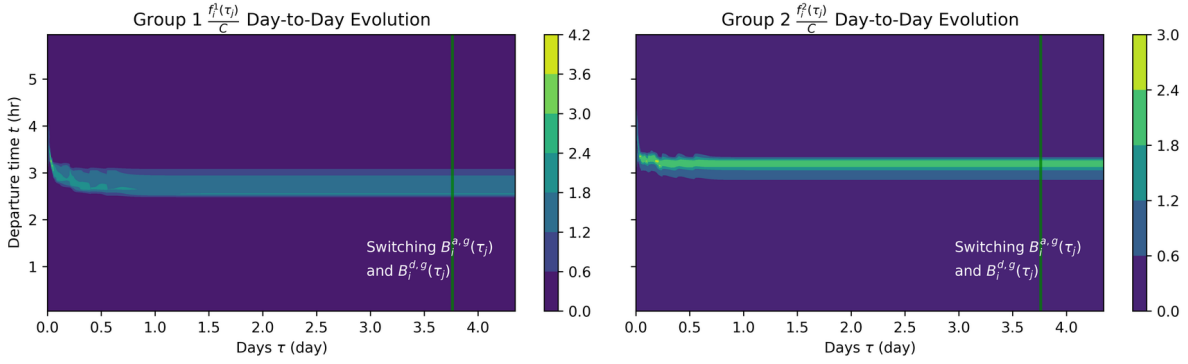 Group 1 f_i^1(τ_j)/C Day-to-Day Evolution
Departure time t (hr)
5
4
3
2
1
Switching B_i^{a,g}(τ_j)
and B_i^{d,g}(τ_j)
0.0 0.5 1.0 1.5 2.0 2.5 3.0 3.5 4.0
Days τ (day)
4.2
3.6
3.0
2.4
1.8
1.2
0.6
0.0
Group 2 f_i^2(τ_j)/C Day-to-Day Evolution
Switching B_i^{a,g}(τ_j)
and B_i^{d,g}(τ_j)
0.0 0.5 1.0 1.5 2.0 2.5 3.0 3.5 4.0
Days τ (day)
3.0
2.4
1.8
1.2
0.6
0.0